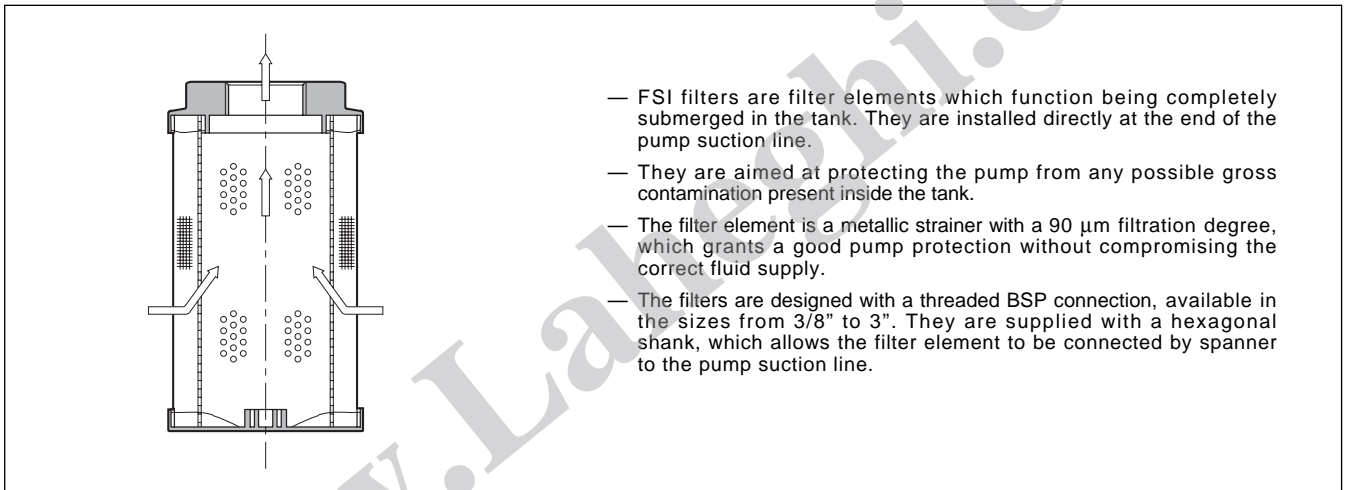 — FSI filters are filter elements which function being completely
submerged in the tank. They are installed directly at the end of the
pump suction line.
— They are aimed at protecting the pump from any possible gross
contamination present inside the tank.
— The filter element is a metallic strainer with a 90 µm filtration degree,
which grants a good pump protection without compromising the
correct fluid supply.
— The filters are designed with a threaded BSP connection, available in
the sizes from 3/8” to 3”. They are supplied with a hexagonal
shank, which allows the filter element to be connected by spanner
to the pump suction line.
.Laheghi.